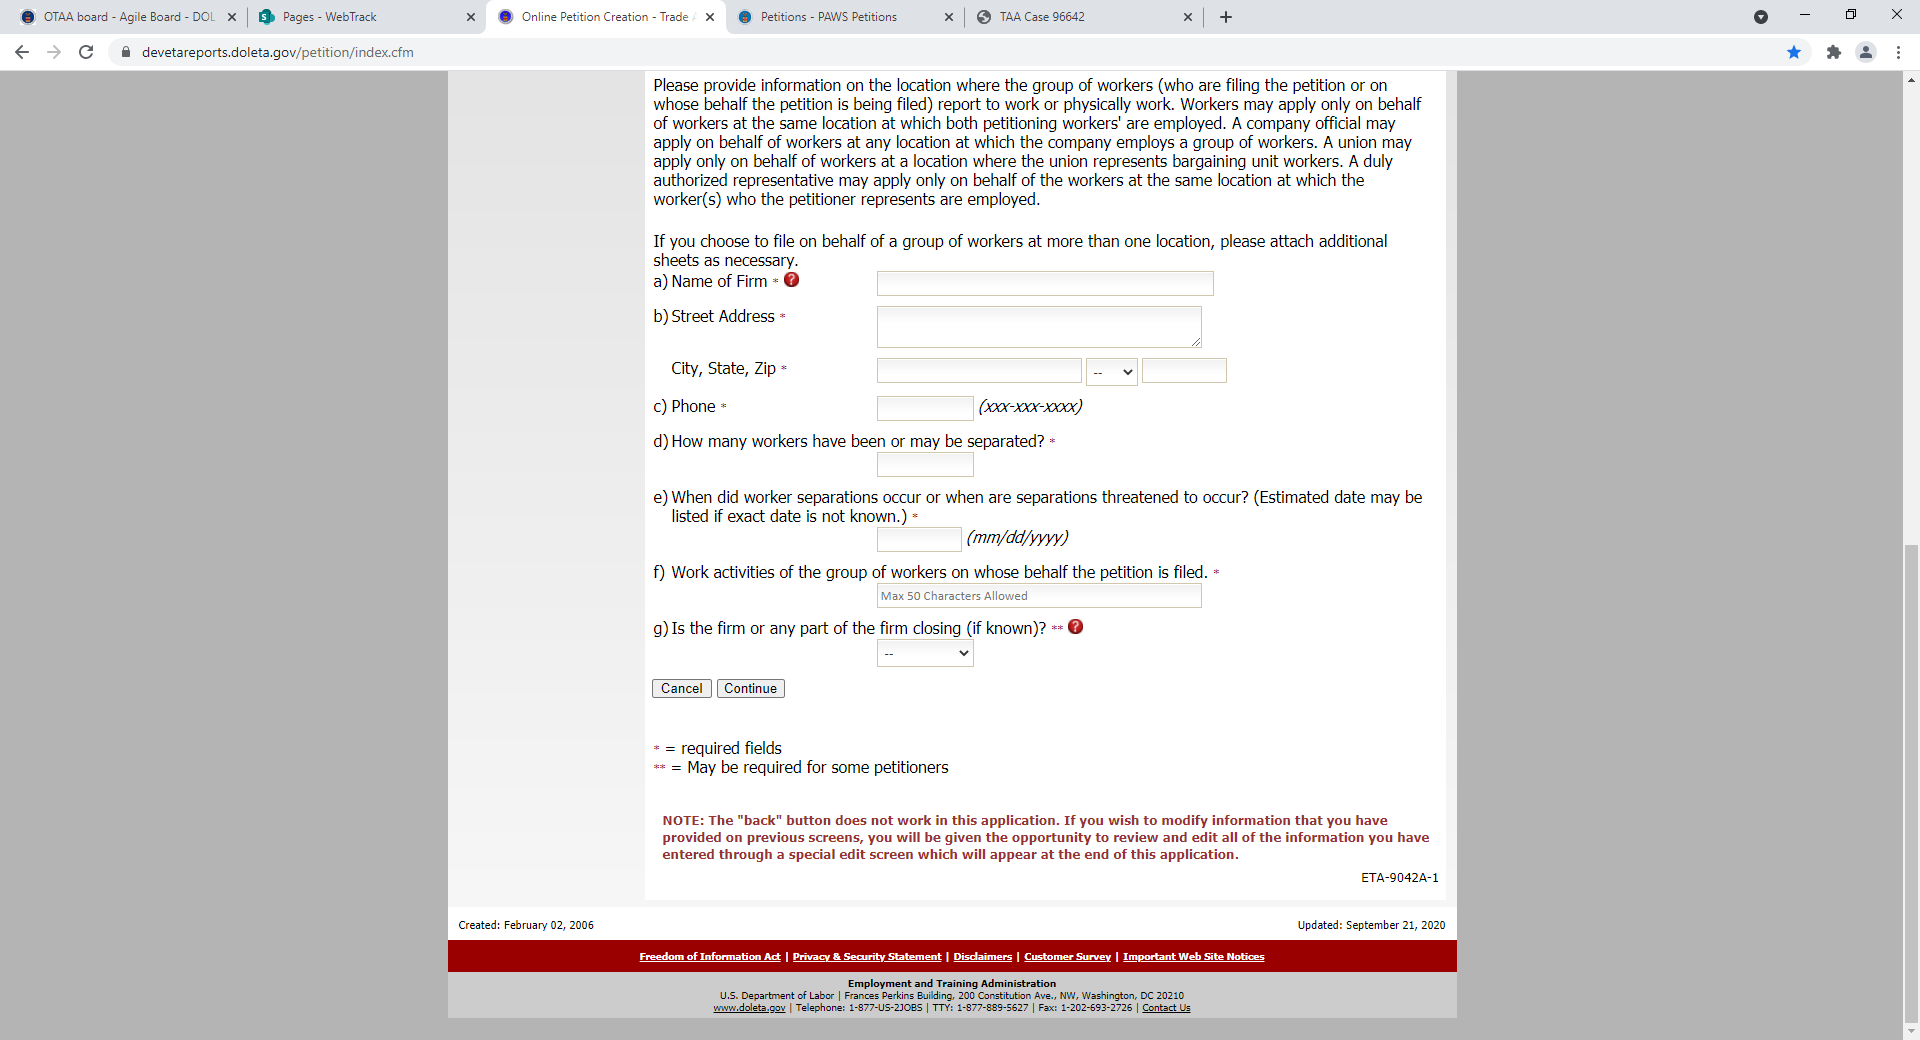 OTAA board - Agile Board - DOL
Pages - WebTrack
Online Petition Creation - Trade A
Petitions - PAWS Petitions
TAA Case 96642
devetareports.doleta.gov/petition/index.cfm
Please provide information on the location where the group of workers (who are filing the petition or on
whose behalf the petition is being filed) report to work or physically work. Workers may apply only on behalf
of workers at the same location at which both petitioning workers' are employed. A company official may
apply on behalf of workers at any location at which the company employs a group of workers. A union may
apply only on behalf of workers at a location where the union represents bargaining unit workers. A duly
authorized representative may apply only on behalf of the workers at the same location at which the
worker(s) who the petitioner represents are employed.
If you choose to file on behalf of a group of workers at more than one location, please attach additional
sheets as necessary.
a) Name of Firm * ?
b) Street Address *
City, State, Zip *
--
c) Phone *
(xxx-xxx-xxxx)
d) How many workers have been or may be separated? *
e) When did worker separations occur or when are separations threatened to occur? (Estimated date may be
listed if exact date is not known.) *
(mm/dd/yyyy)
f) Work activities of the group of workers on whose behalf the petition is filed. *
Max 50 Characters Allowed
g) Is the firm or any part of the firm closing (if known)? ** ?
--
Cancel Continue
* = required fields
** = May be required for some petitioners
NOTE: The "back" button does not work in this application. If you wish to modify information that you have
provided on previous screens, you will be given the opportunity to review and edit all of the information you have
entered through a special edit screen which will appear at the end of this application.
ETA-9042A-1
Created: February 02, 2006
Updated: September 21, 2020
Freedom of Information Act | Privacy & Security Statement | Disclaimers | Customer Survey | Important Web Site Notices
Employment and Training Administration
U.S. Department of Labor | Frances Perkins Building, 200 Constitution Ave., NW, Washington, DC 20210
www.doleta.gov | Telephone: 1-877-US-2JOBS | TTY: 1-877-889-5627 | Fax: 1-202-693-2726 | Contact Us